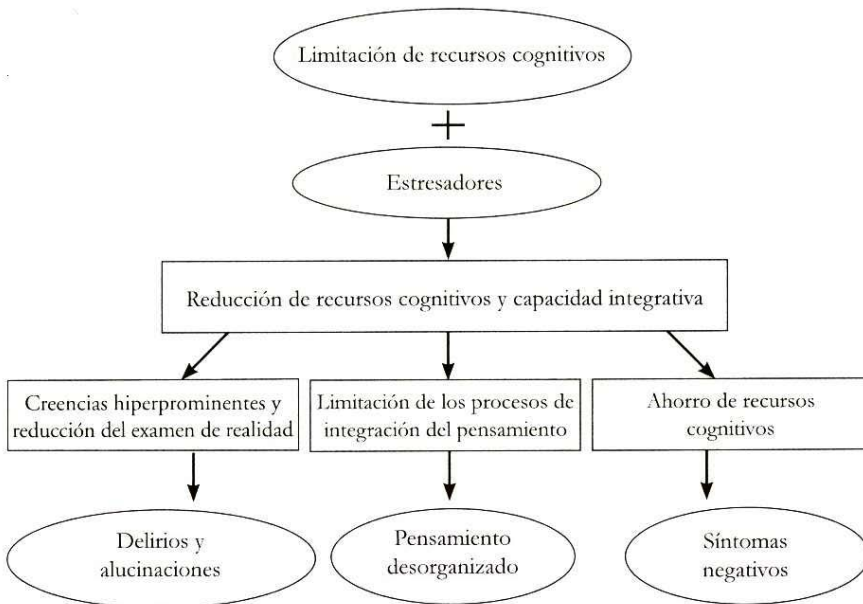 Limitación de recursos cognitivos
+
Estresadores
Reducción de recursos cognitivos y capacidad integrativa
Creencias hiperprominentes y
reducción del examen de realidad
Limitación de los procesos de
integración del pensamiento
Ahorro de recursos
cognitivos
Delirios y
alucinaciones
Pensamiento
desorganizado
Síntomas
negativos